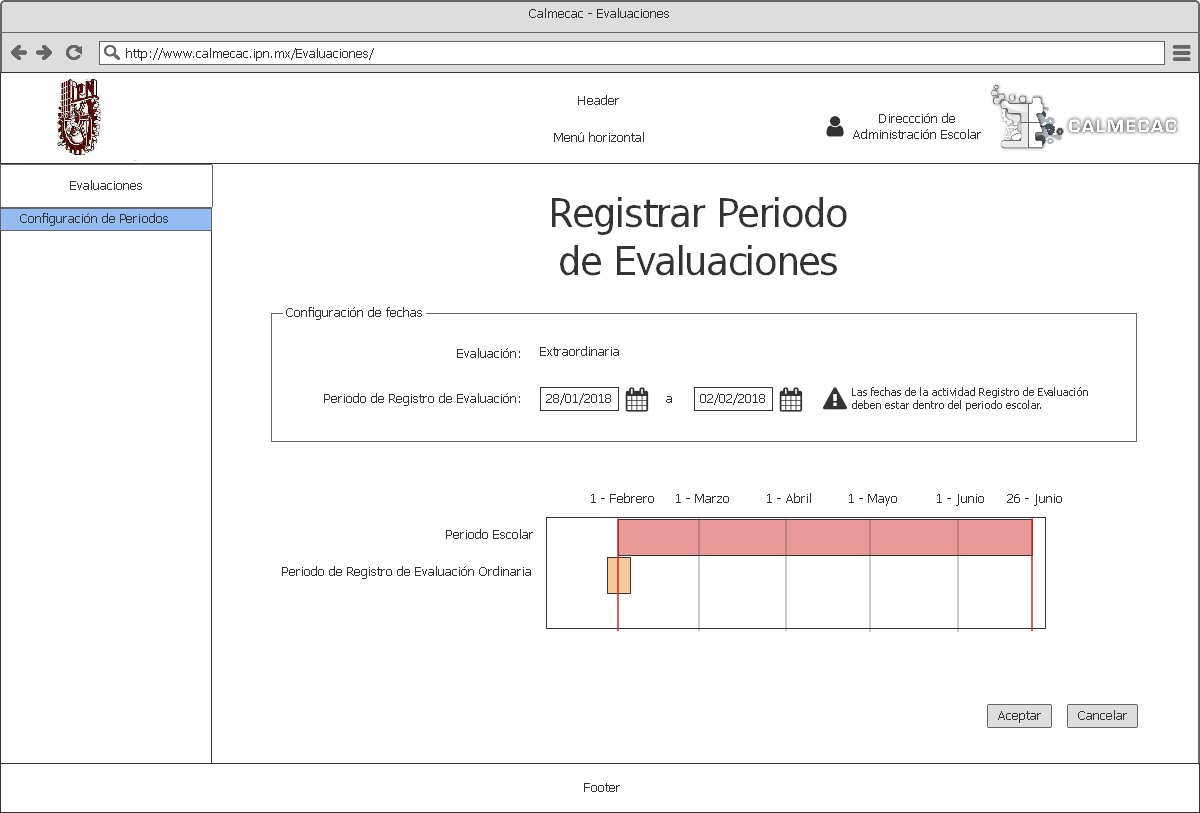 Calmecac - Evaluaciones
http://www.calmecac.ipn.mx/Evaluaciones/
IPN
Header
Menú horizontal
Direccción de
Administración Escolar
CALMECAC
Evaluaciones
Configuración de Periodos
Registrar Periodo
de Evaluaciones
Configuración de fechas
Evaluación: Extraordinaria
Periodo de Registro de Evaluación: 28/01/2018 a 02/02/2018
Las fechas de la actividad Registro de Evaluación
deben estar dentro del periodo escolar.
1 - Febrero 1 - Marzo 1 - Abril 1 - Mayo 1 - Junio 26 - Junio
Periodo Escolar
Periodo de Registro de Evaluación Ordinaria
Aceptar Cancelar
Footer